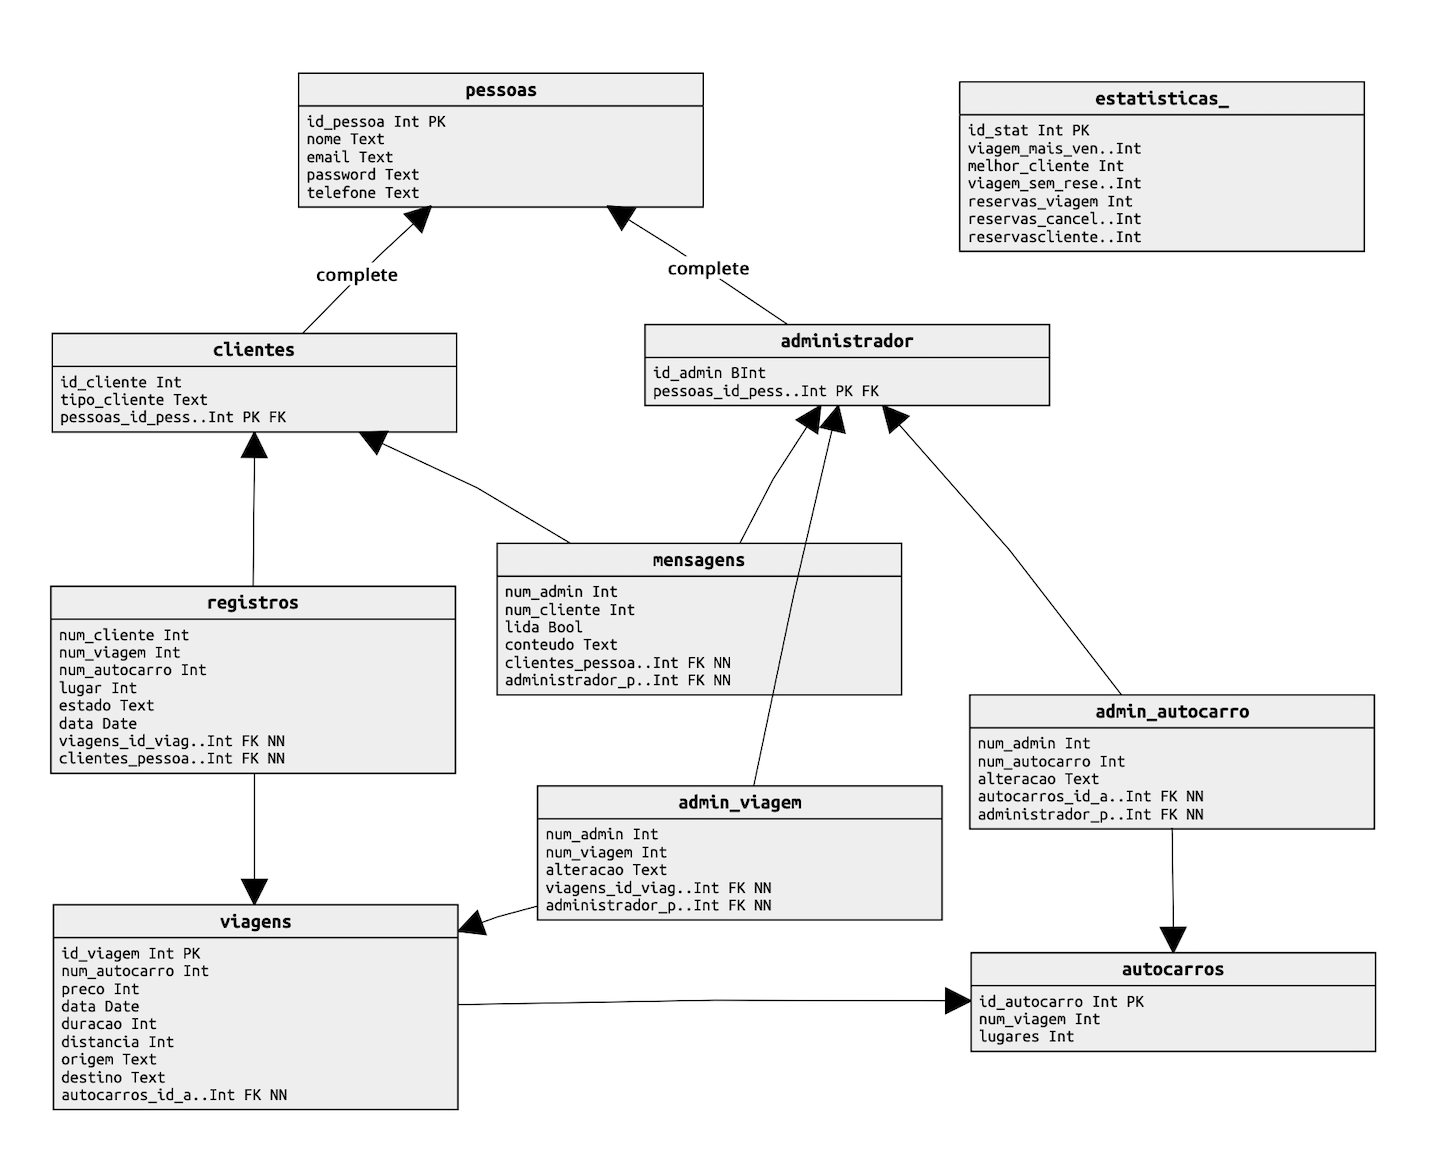 pessoas
id_pessoa Int PK
nome Text
email Text
password Text
telefone Text
estatisticas_
id_stat Int PK
viagem_mais_ven..Int
melhor_cliente Int
viagem_sem_rese..Int
reservas_viagem Int
reservas_cancel..Int
reservascliente..Int
complete
complete
clientes
id_cliente Int
tipo_cliente Text
pessoas_id_pess..Int PK FK
administrador
id_admin BInt
pessoas_id_pess..Int PK FK
registros
num_cliente Int
num_viagem Int
num_autocarro Int
lugar Int
estado Text
data Date
viagens_id_viag..Int FK NN
clientes_pessoa..Int FK NN
mensagens
num_admin Int
num_cliente Int
lida Bool
conteudo Text
clientes_pessoa..Int FK NN
administrador_p..Int FK NN
admin_autocarro
num_admin Int
num_autocarro Int
alteracao Text
autocarros_id_a..Int FK NN
administrador_p..Int FK NN
admin_viagem
num_admin Int
num_viagem Int
alteracao Text
viagens_id_viag..Int FK NN
administrador_p..Int FK NN
viagens
id_viagem Int PK
num_autocarro Int
preco Int
data Date
duracao Int
distancia Int
origem Text
destino Text
autocarros_id_a..Int FK NN
autocarros
id_autocarro Int PK
num_viagem Int
lugares Int